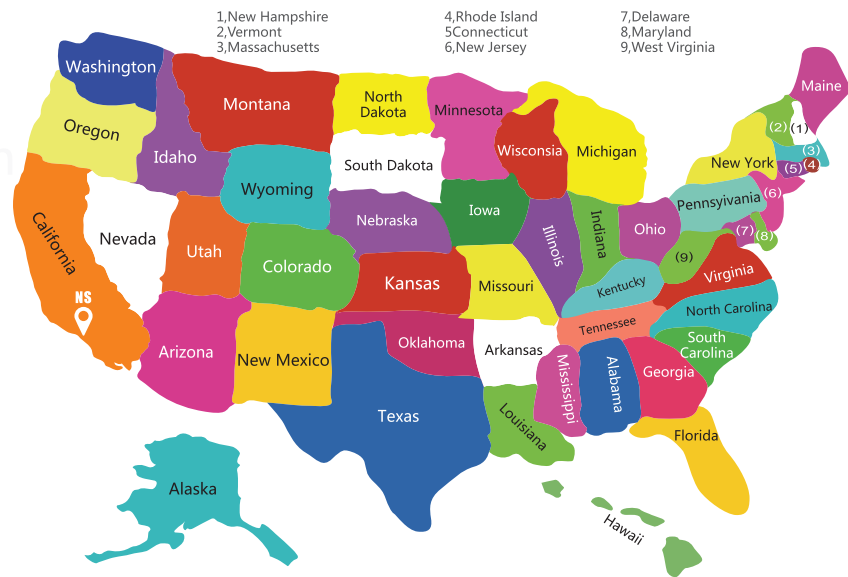 1,New Hampshire
2,Vermont
3,Massachusetts
4,Rhode Island
5Connecticut
6,New Jersey
7,Delaware
8,Maryland
9,West Virginia
Washington
Oregon
Idaho
Montana
North
Dakota
Minnesota
Wisconsia
Michigan
Maine
(2)
(1)
(3)
(5)
(4)
New York
South Dakota
Wyoming
Iowa
Nebraska
Illinois
Indiana
Ohio
Pennsyivania
(6)
(7)
(8)
(9)
California
Nevada
Utah
Colorado
Kansas
Missouri
Kentucky
Virginia
NS
Arizona
New Mexico
Oklahoma
Arkansas
Tennessee
North Carolina
South
Carolina
Texas
Louisiana
Mississippi
Alabama
Georgia
Florida
Alaska
Hawaii